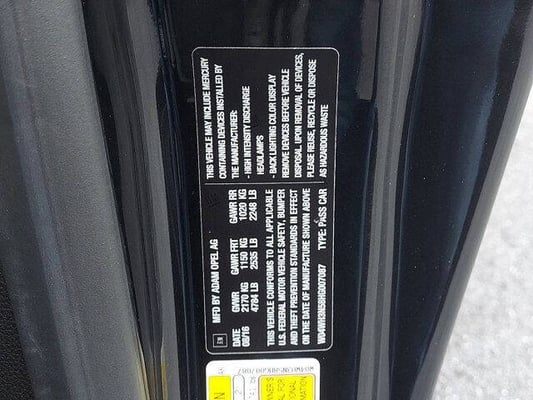 THIS VEHICLE MAY INCLUDE MERCURY
CONTAINING DEVICES INSTALLED BY
THE MANUFACTURER:
- HIGH INTENSITY DISCHARGE
HEADLAMPS
- BACK LIGHTING COLOR DISPLAY
REMOVE DEVICES BEFORE VEHICLE
DISPOSAL. UPON REMOVAL OF DEVICES,
PLEASE REUSE, RECYCLE OR DISPOSE
AS HAZARDOUS WASTE
GM
MFD BY ADAM OPEL AG
DATE GVWR GAWR FRT GAWR RR
08/16 2170 KG 1150 KG 1020 KG
4784 LB 2535 LB 2248 LB
THIS VEHICLE CONFORMS TO ALL APPLICABLE
U.S. FEDERAL MOTOR VEHICLE SAFETY, BUMPER
AND THEFT PREVENTION STANDARDS IN EFFECT
ON THE DATE OF MANUFACTURE SHOWN ABOVE
W04WH3N56HG007087 TYPE: PASS CAR
W04WH3N56HG007087